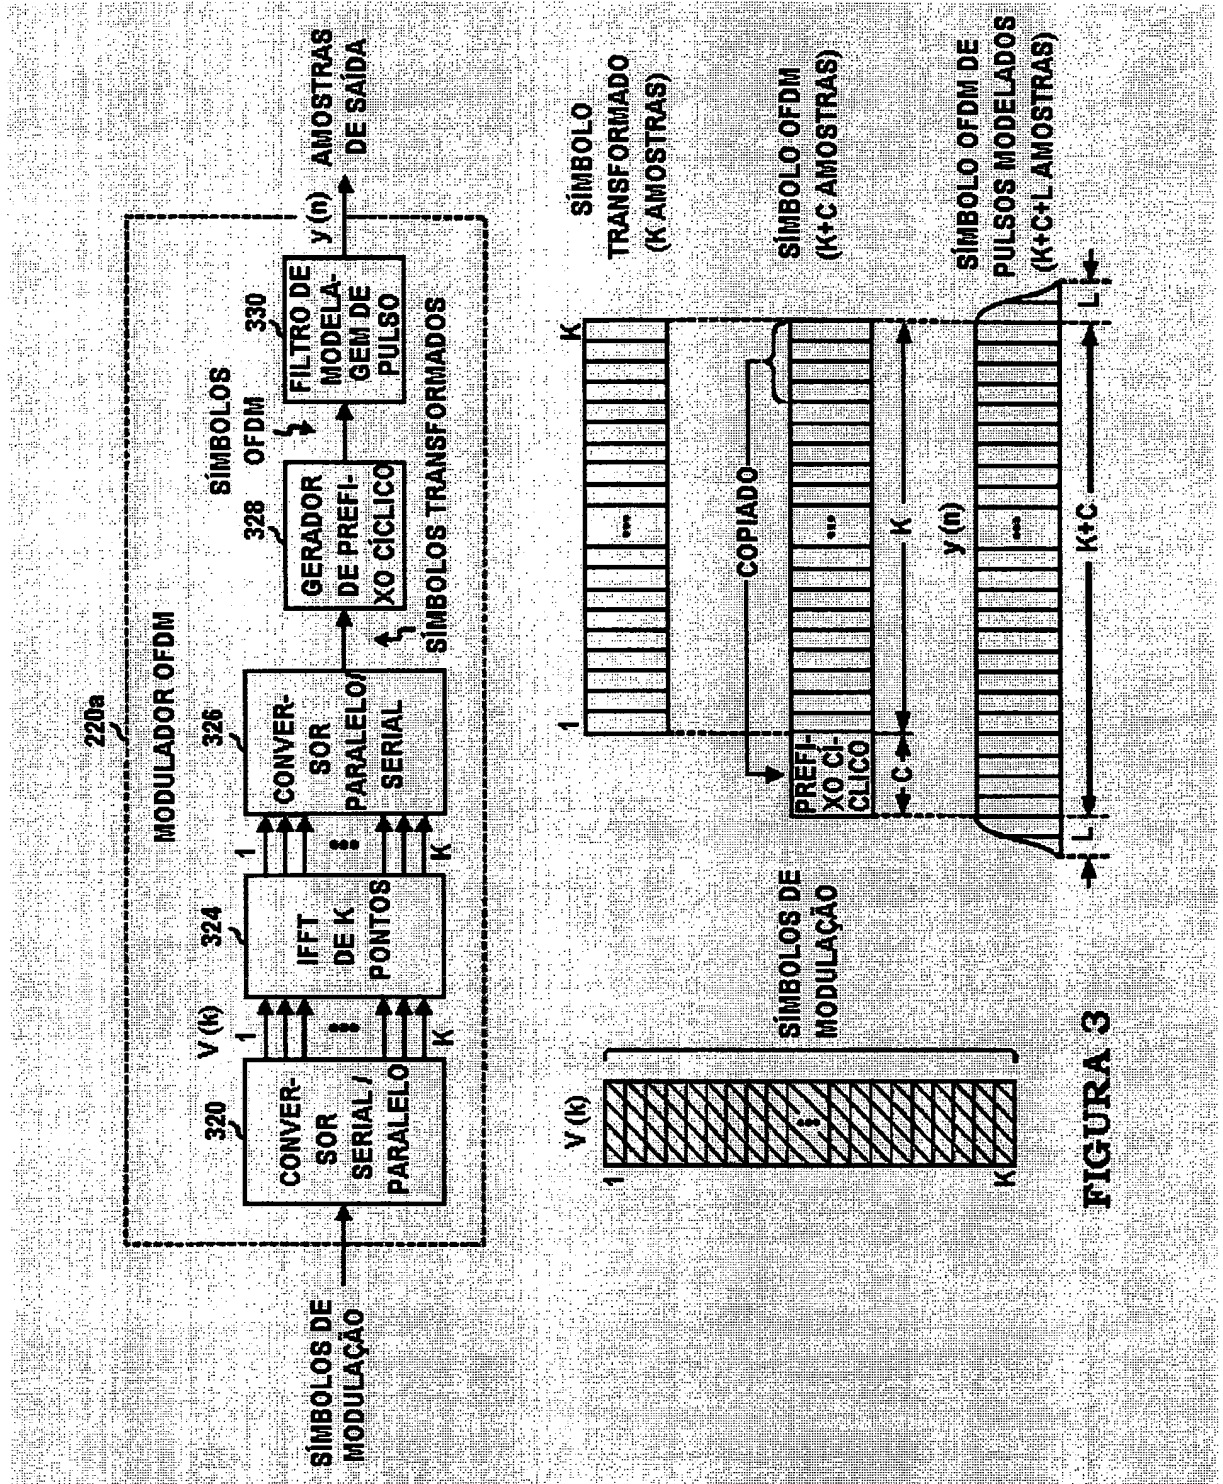 220a
MODULADOR OFDM
SÍMBOLOS DE
MODULAÇÃO
320
CONVER-
SOR
SERIAL /
PARALELO
V (k)
1
K
324
IFFT
DE K
PONTOS
1
K
326
CONVER-
SOR
PARALELO/
SERIAL
SÍMBOLOS TRANSFORMADOS
328
GERADOR
DE PREFI-
XO CÍCLICO
SÍMBOLOS
OFDM
330
FILTRO DE
MODELA-
GEM DE
PULSO
y (n)
AMOSTRAS
DE SAÍDA
V (k)
1
K
SÍMBOLOS DE
MODULAÇÃO
1
K
SÍMBOLO
TRANSFORMADO
(K AMOSTRAS)
COPIADO
PREFI-
XO CÍ-
CLICO
C
K
SÍMBOLO OFDM
(K+C AMOSTRAS)
y (n)
L
K+C
L
SÍMBOLO OFDM DE
PULSOS MODELADOS
(K+C+L AMOSTRAS)
FIGURA 3